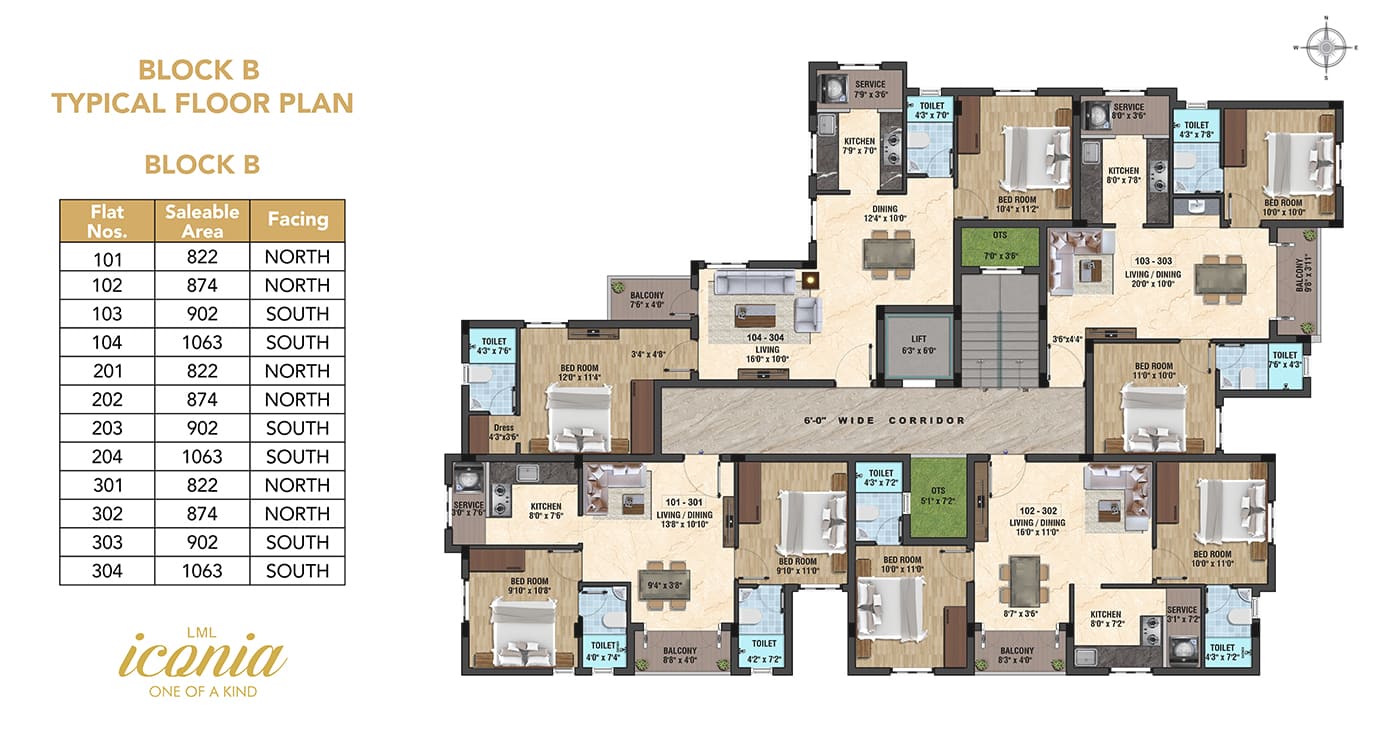 BLOCK B
TYPICAL FLOOR PLAN
BLOCK B
Flat Nos. Saleable Area Facing
101 822 NORTH
102 874 NORTH
103 902 SOUTH
104 1063 SOUTH
201 822 NORTH
202 874 NORTH
203 902 SOUTH
204 1063 SOUTH
301 822 NORTH
302 874 NORTH
303 902 SOUTH
304 1063 SOUTH
LML
iconia
ONE OF A KIND
N
W E
S
SERVICE
7'9" x 3'6"
TOILET
4'3" x 7'0"
KITCHEN
7'9" x 7'0"
BED ROOM
10'4" x 11'2"
SERVICE
8'0" x 3'6"
TOILET
4'3" x 7'8"
KITCHEN
8'0" x 7'8"
BED ROOM
10'0" x 10'0"
DINING
12'4" x 10'0"
OTS
7'0" x 3'6"
103 - 303
LIVING / DINING
20'0" x 10'0"
BALCONY
9'8" x 3'11"
BALCONY
7'6" x 4'0"
104 - 304
LIVING
16'0" x 10'0"
LIFT
6'3" x 6'0"
UP
DN
3'6"x4'4"
TOILET
4'3" x 7'6"
3'4" x 4'8"
BED ROOM
12'0" x 11'4"
Dress
4'3"x3'6"
BED ROOM
11'0" x 10'0"
TOILET
7'6" x 4'3"
6'-0" WIDE CORRIDOR
SERVICE
3'0" x 7'6"
KITCHEN
8'0" x 7'6"
101 - 301
LIVING / DINING
13'8" x 10'10"
BED ROOM
9'10" x 11'0"
TOILET
4'3" x 7'2"
OTS
5'1" x 7'2"
102 - 302
LIVING / DINING
16'0" x 11'0"
BED ROOM
10'0" x 11'0"
BED ROOM
9'10" x 10'8"
9'4" x 3'8"
TOILET
4'0" x 7'4"
BALCONY
8'8" x 4'0"
TOILET
4'2" x 7'2"
BED ROOM
10'0" x 11'0"
8'7" x 3'6"
BALCONY
8'3" x 4'0"
KITCHEN
8'0" x 7'2"
SERVICE
3'1" x 7'2"
TOILET
4'3" x 7'2"